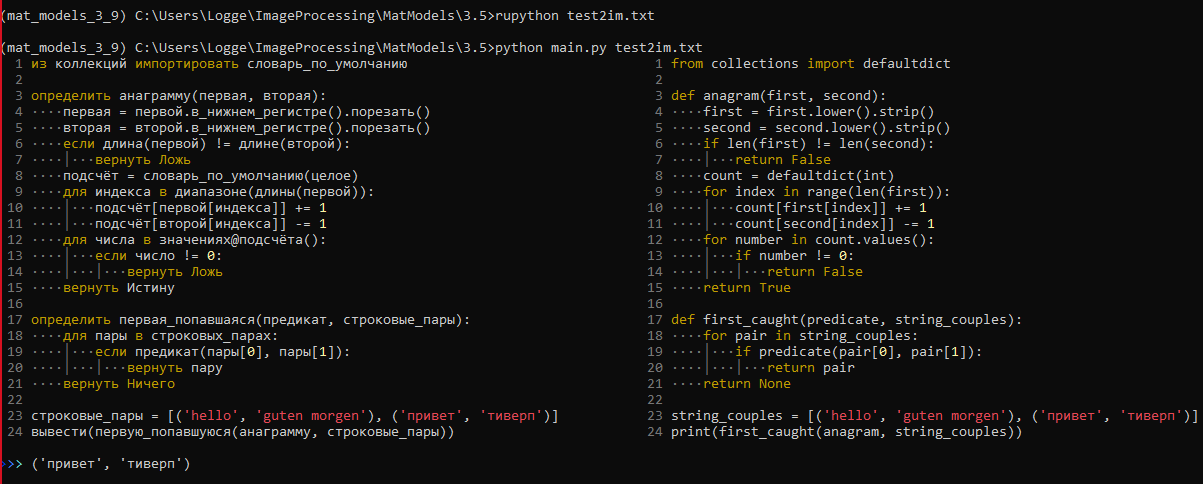 (mat_models_3_9) C:\Users\Logge\ImageProcessing\MatModels\3.5>rupython test2im.txt
(mat_models_3_9) C:\Users\Logge\ImageProcessing\MatModels\3.5>python main.py test2im.txt
1 из коллекций импортировать словарь_по_умолчанию
2
3 определить анаграмму(первая, вторая):
4 ····первая = первой.в_нижнем_регистре().порезать()
5 ····вторая = второй.в_нижнем_регистре().порезать()
6 ····если длина(первой) != длине(второй):
7 ····│···вернуть Ложь
8 ····подсчёт = словарь_по_умолчанию(целое)
9 ····для индекса в диапазоне(длины(первой)):
10 ····│···подсчёт[первой[индекса]] += 1
11 ····│···подсчёт[второй[индекса]] -= 1
12 ····для числа в значениях@подсчёта():
13 ····│···если число != 0:
14 ····│···│···вернуть Ложь
15 ····вернуть Истину
16
17 определить первая_попавшаяся(предикат, строковые_пары):
18 ····для пары в строковых_парах:
19 ····│···если предикат(пары[0], пары[1]):
20 ····│···│···вернуть пару
21 ····вернуть Ничего
22
23 строковые_пары = [('hello', 'guten morgen'), ('привет', 'тиверп')]
24 вывести(первую_попавшуюся(анаграмму, строковые_пары))
1 from collections import defaultdict
2
3 def anagram(first, second):
4 ····first = first.lower().strip()
5 ····second = second.lower().strip()
6 ····if len(first) != len(second):
7 ····│···return False
8 ····count = defaultdict(int)
9 ····for index in range(len(first)):
10 ····│···count[first[index]] += 1
11 ····│···count[second[index]] -= 1
12 ····for number in count.values():
13 ····│···if number != 0:
14 ····│···│···return False
15 ····return True
16
17 def first_caught(predicate, string_couples):
18 ····for pair in string_couples:
19 ····│···if predicate(pair[0], pair[1]):
20 ····│···│···return pair
21 ····return None
22
23 string_couples = [('hello', 'guten morgen'), ('привет', 'тиверп')]
24 print(first_caught(anagram, string_couples))
>>> ('привет', 'тиверп')